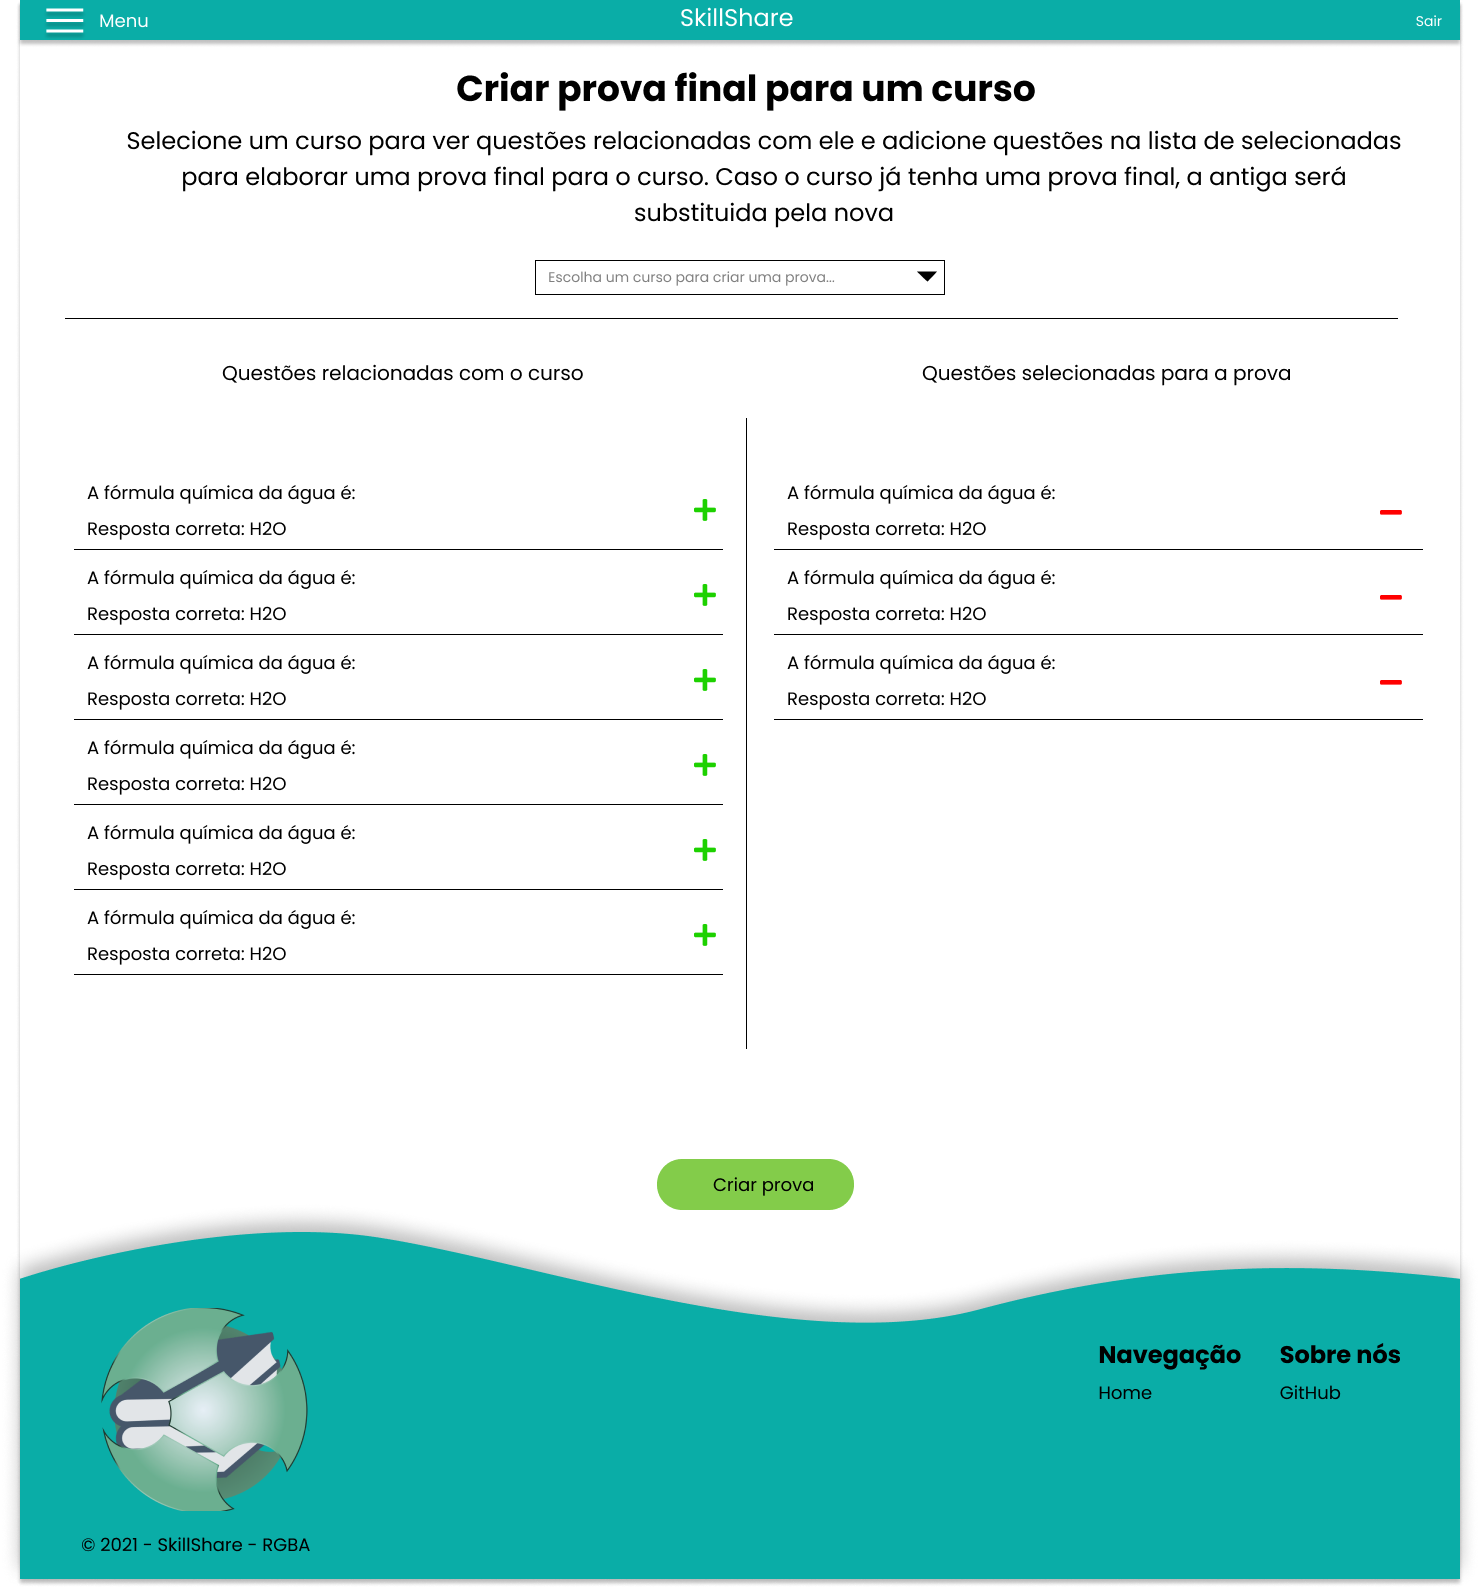 Menu
SkillShare
Sair
Criar prova final para um curso
Selecione um curso para ver questões relacionadas com ele e adicione questões na lista de selecionadas
para elaborar uma prova final para o curso. Caso o curso já tenha uma prova final, a antiga será
substituida pela nova
Escolha um curso para criar uma prova...
Questões relacionadas com o curso
A fórmula química da água é:
Resposta correta: H2O
A fórmula química da água é:
Resposta correta: H2O
A fórmula química da água é:
Resposta correta: H2O
A fórmula química da água é:
Resposta correta: H2O
A fórmula química da água é:
Resposta correta: H2O
A fórmula química da água é:
Resposta correta: H2O
Questões selecionadas para a prova
A fórmula química da água é:
Resposta correta: H2O
A fórmula química da água é:
Resposta correta: H2O
A fórmula química da água é:
Resposta correta: H2O
Criar prova
Navegação
Home
Sobre nós
GitHub
© 2021 - SkillShare - RGBA